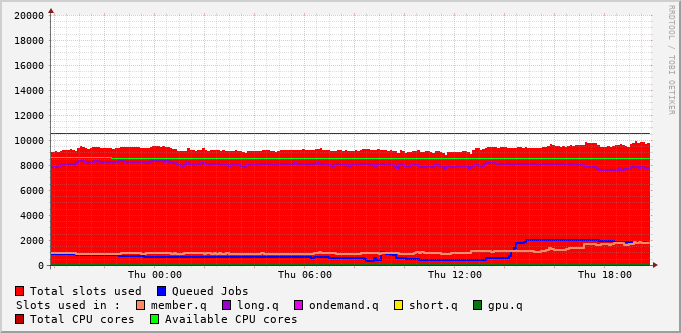 20000
18000
16000
14000
12000
10000
8000
6000
4000
2000
0
Thu 00:00 Thu 06:00 Thu 12:00 Thu 18:00
RRDTOOL / TOBI OETIKER
Total slots used Queued Jobs
Slots used in : member.q long.q ondemand.q short.q gpu.q
Total CPU cores Available CPU cores